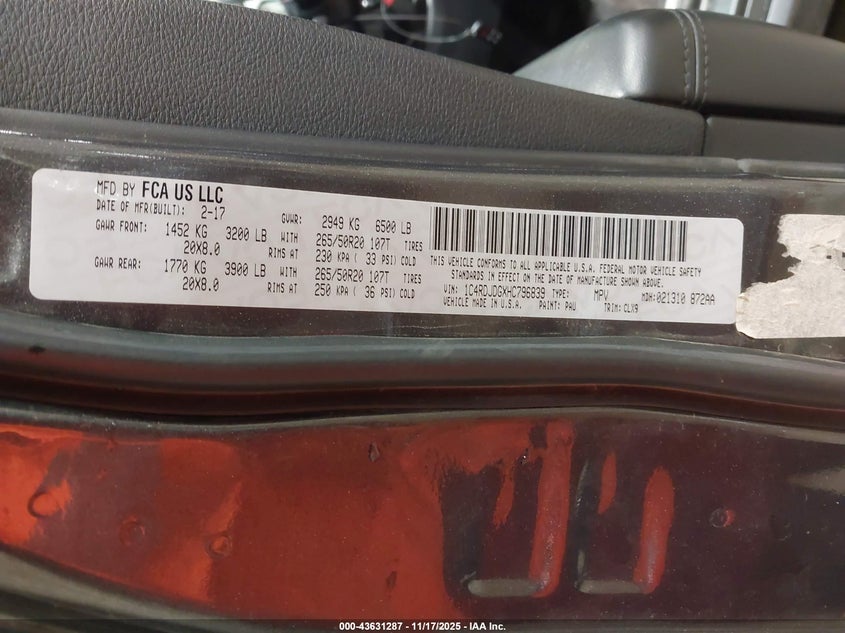 MFD BY FCA US LLC
DATE OF MFR(BUILT): 2-17 GVWR: 2949 KG 6500 LB
GAWR FRONT: 1452 KG 3200 LB WITH 265/50R20 107T TIRES
20X8.0 RIMS AT 230 KPA ( 33 PSI) COLD
GAWR REAR: 1770 KG 3900 LB WITH 265/50R20 107T TIRES
20X8.0 RIMS AT 250 KPA ( 36 PSI) COLD
THIS VEHICLE CONFORMS TO ALL APPLICABLE U.S.A. FEDERAL MOTOR VEHICLE SAFETY
STANDARDS IN EFFECT ON THE DATE OF MANUFACTURE SHOWN ABOVE.
VIN: 1C4RDJDGXHC796839 TYPE: MPV MDH:021310 872AA
VEHICLE MADE IN U.S.A. PAINT: PAU TRIM: CLX9
000-43631287 - 11/17/2025 - IAA Inc.